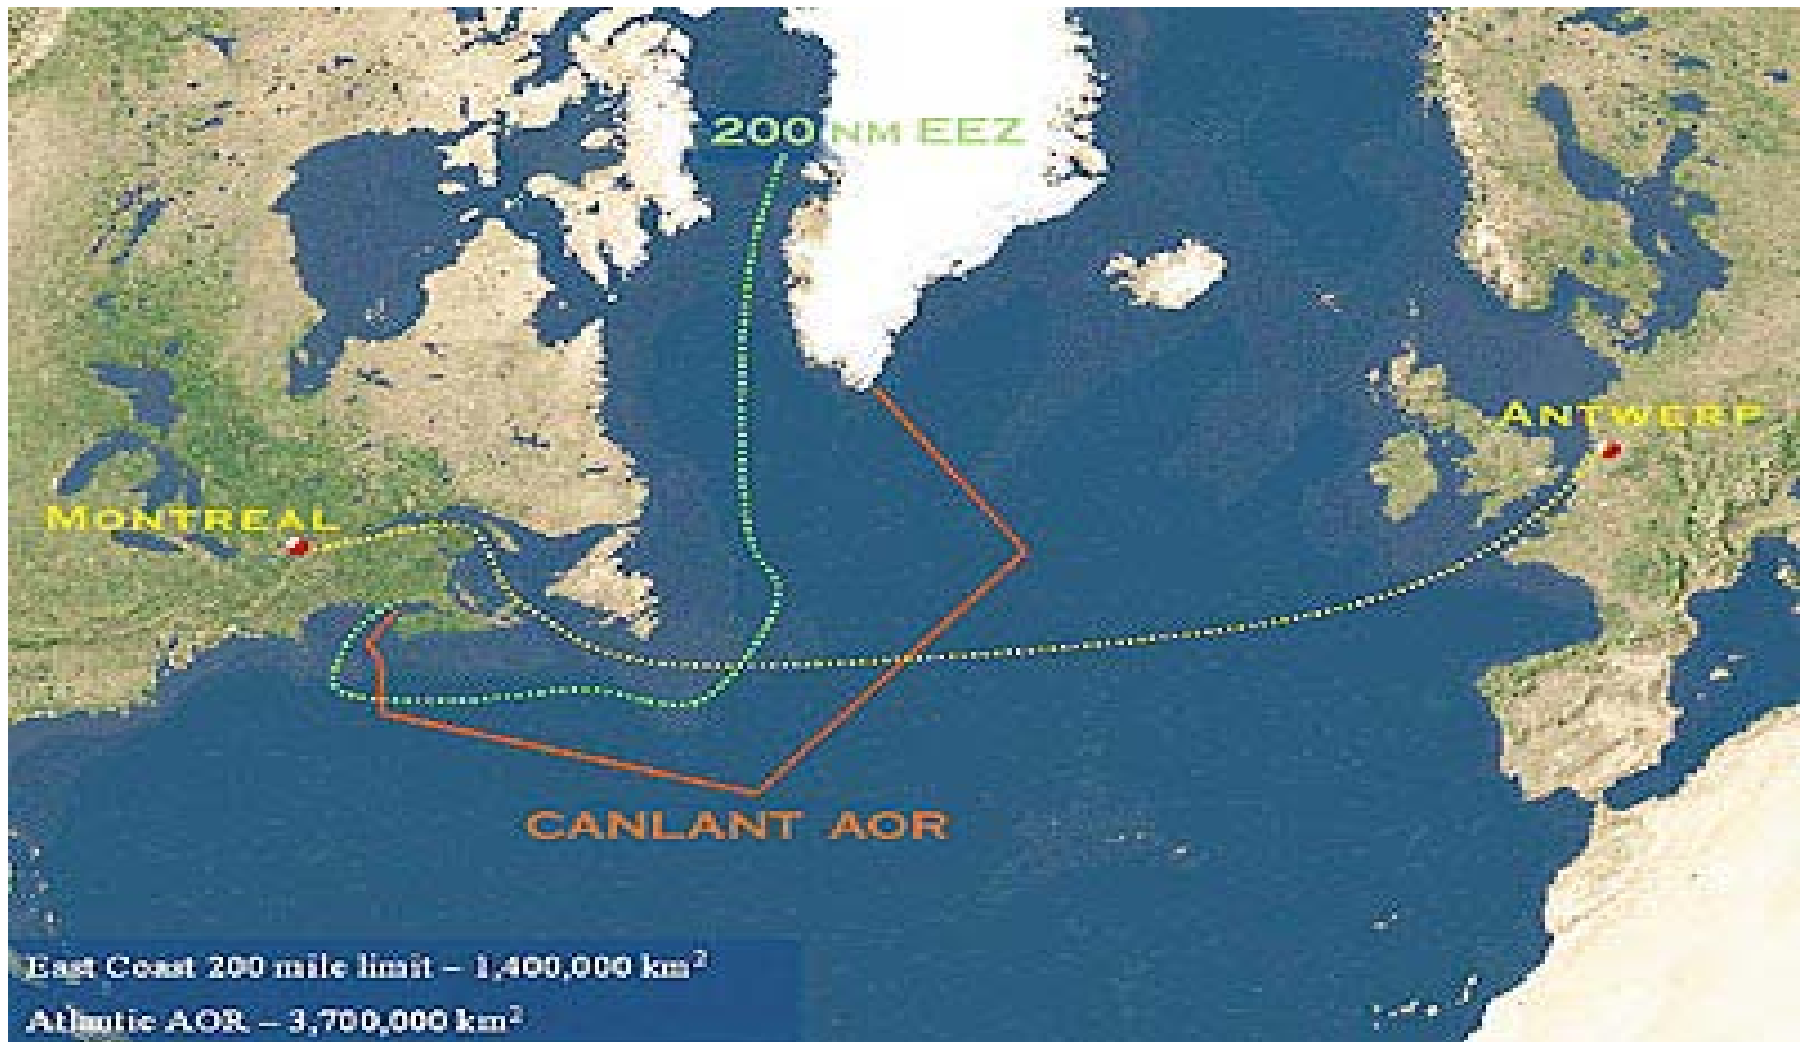 200 NM EEZ
ANTWERP
MONTREAL
CANLANT AOR
East Coast 200 mile limit – 1,400,000 km²
Atlantic AOR – 3,700,000 km²